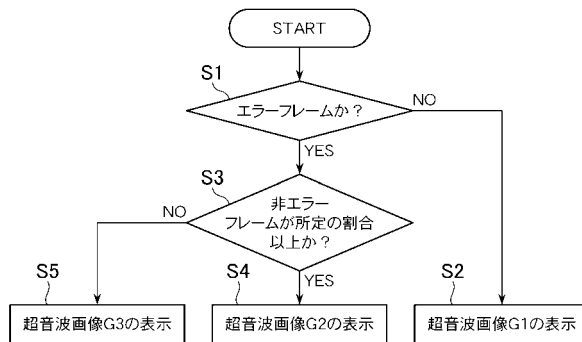 START
S1
エラーフレームか?
NO
YES
S3
非エラー
フレームが所定の割合
以上か?
NO
YES
S5
超音波画像G3の表示
S4
超音波画像G2の表示
S2
超音波画像G1の表示